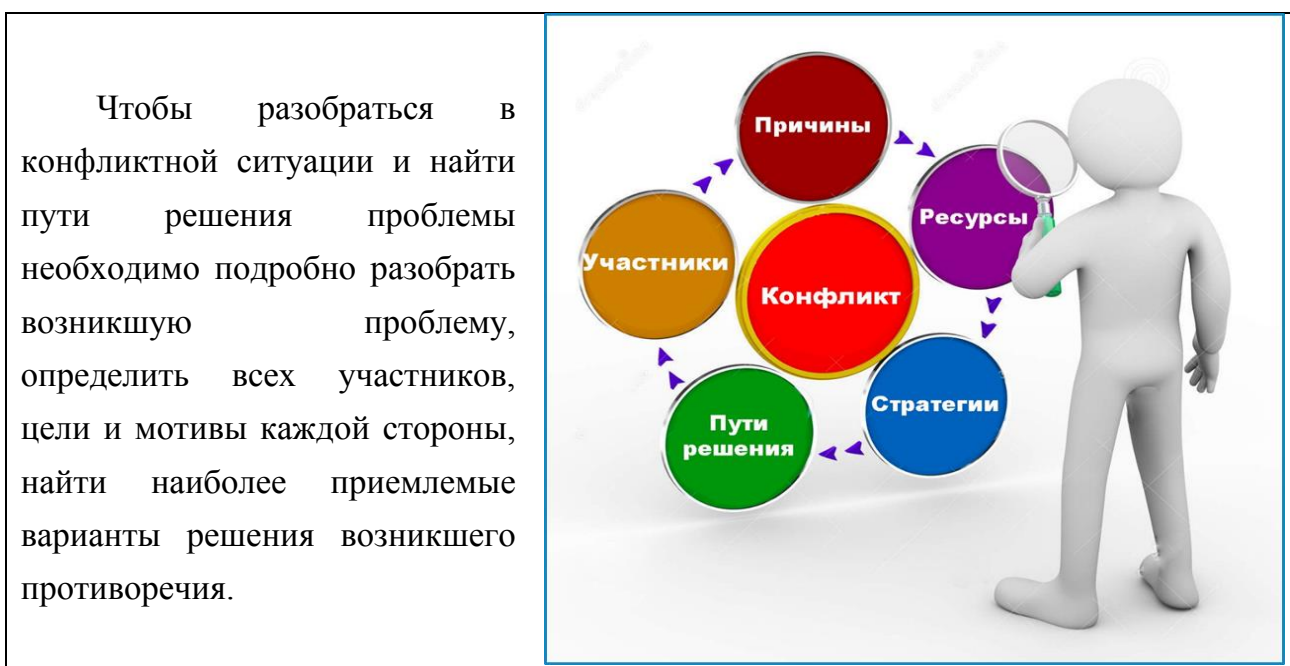 Чтобы разобраться в
конфликтной ситуации и найти
пути решения проблемы
необходимо подробно разобрать
возникшую проблему,
определить всех участников,
цели и мотивы каждой стороны,
найти наиболее приемлемые
варианты решения возникшего
противоречия.
Причины
Ресурсы
Участники
Конфликт
Стратегии
Пути
решения